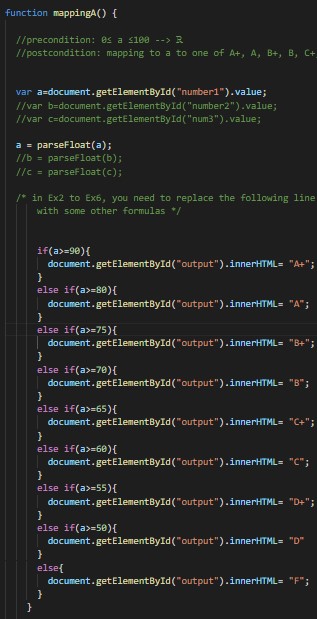 function mappingA() {
//precondition: 0≤ a ≤100 --> ℜ
//postcondition: mapping to a to one of A+, A, B+, B, C+
var a=document.getElementById("number1").value;
//var b=document.getElementById("number2").value;
//var c=document.getElementById("num3").value;
a = parseFloat(a);
//b = parseFloat(b);
//c = parseFloat(c);
/* in Ex2 to Ex6, you need to replace the following line
with some other formulas */
if(a>=90){
document.getElementById("output").innerHTML= "A+";
}
else if(a>=80){
document.getElementById("output").innerHTML= "A";
}
else if(a>=75){
document.getElementById("output").innerHTML= "B+";
}
else if(a>=70){
document.getElementById("output").innerHTML= "B";
}
else if(a>=65){
document.getElementById("output").innerHTML= "C+";
}
else if(a>=60){
document.getElementById("output").innerHTML= "C";
}
else if(a>=55){
document.getElementById("output").innerHTML= "D+";
}
else if(a>=50){
document.getElementById("output").innerHTML= "D"
}
else{
document.getElementById("output").innerHTML= "F";
}
}